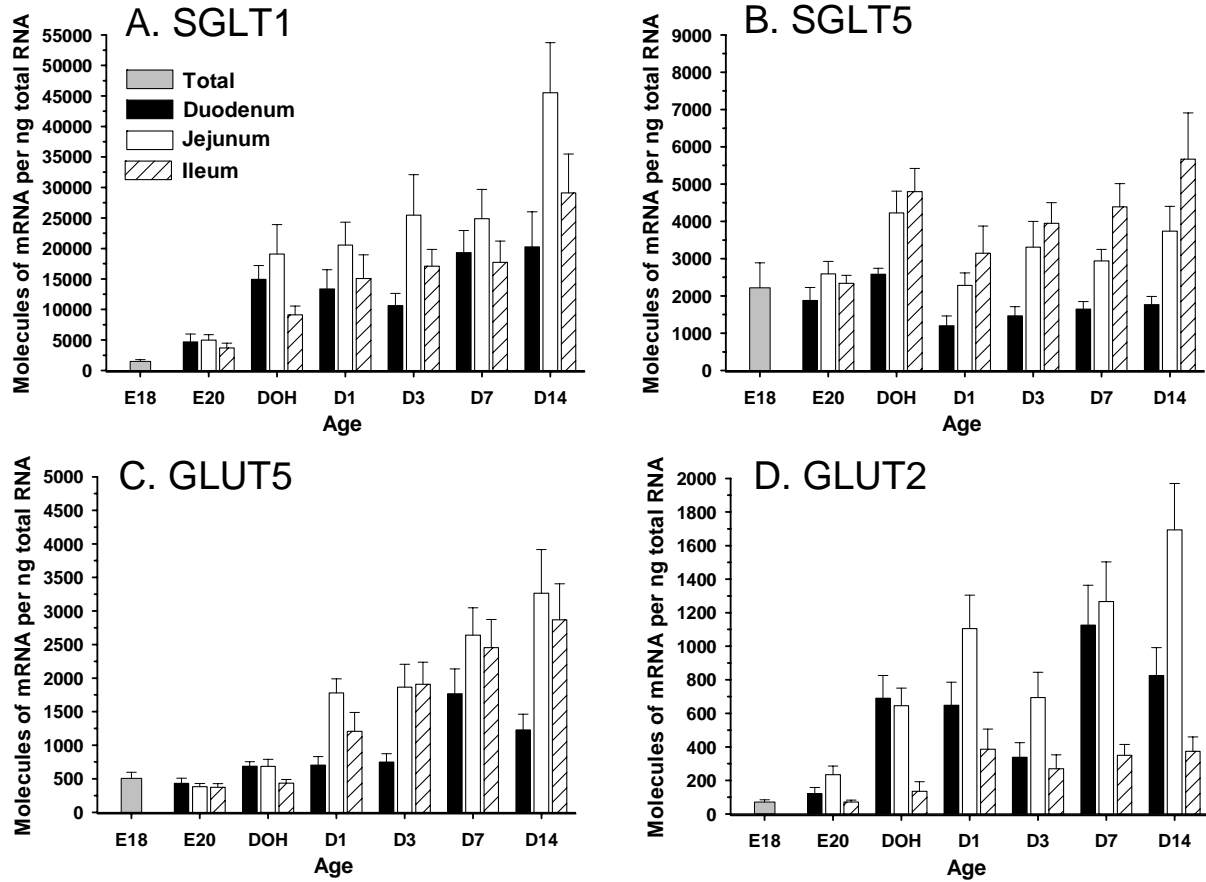 A. SGLT1
Molecules of mRNA per ng total RNA
55000
50000
45000
40000
35000
30000
25000
20000
15000
10000
5000
0
Total
Duodenum
Jejunum
Ileum
E18 E20 DOH D1 D3 D7 D14
Age
B. SGLT5
Molecules of mRNA per ng total RNA
9000
8000
7000
6000
5000
4000
3000
2000
1000
0
E18 E20 DOH D1 D3 D7 D14
Age
C. GLUT5
Molecules of mRNA per ng total RNA
5000
4500
4000
3500
3000
2500
2000
1500
1000
500
0
E18 E20 DOH D1 D3 D7 D14
Age
D. GLUT2
Molecules of mRNA per ng total RNA
2000
1800
1600
1400
1200
1000
800
600
400
200
0
E18 E20 DOH D1 D3 D7 D14
Age